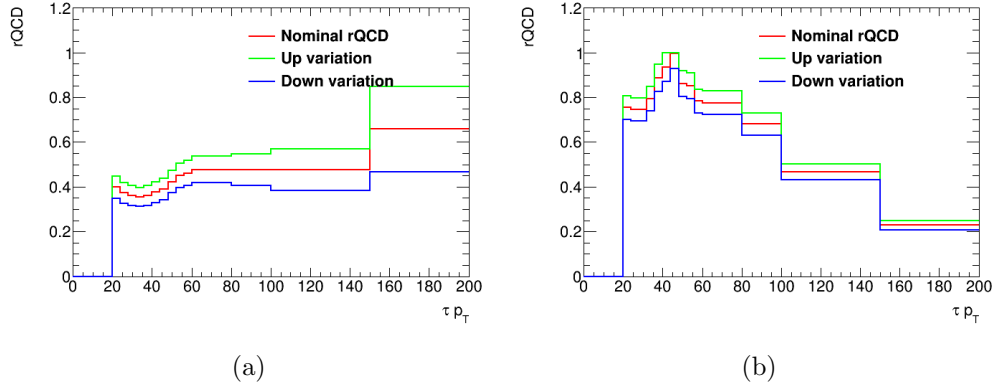 rQCD
1.2
1
0.8
0.6
0.4
0.2
0
Nominal rQCD
Up variation
Down variation
0 20 40 60 80 100 120 140 160 180 200
τ p_T
(a)
rQCD
1.2
1
0.8
0.6
0.4
0.2
0
Nominal rQCD
Up variation
Down variation
0 20 40 60 80 100 120 140 160 180 200
τ p_T
(b)